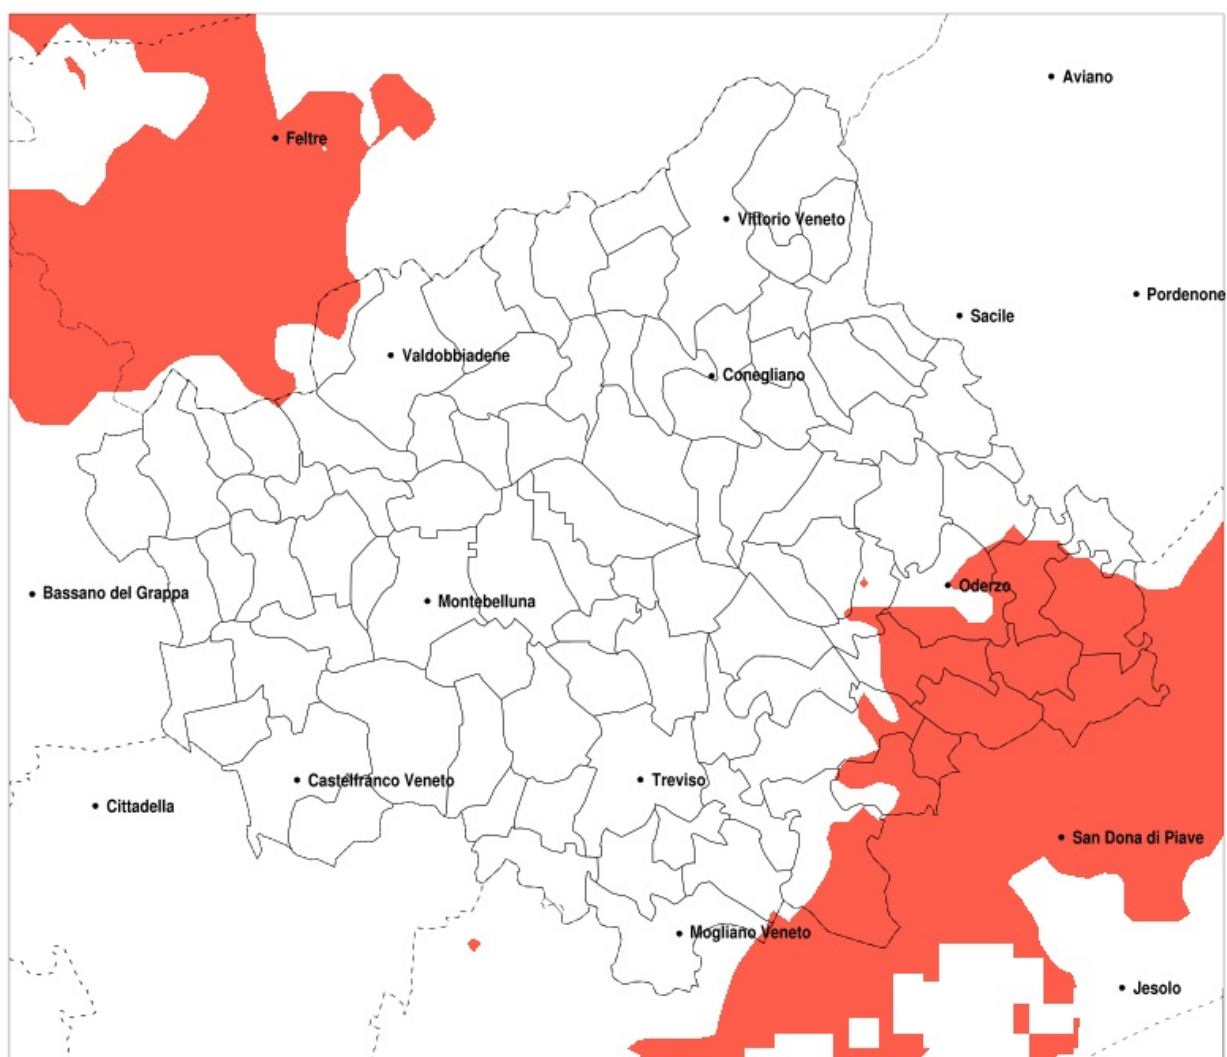 Aviano
Feltre
Vittorio Veneto
Pordenone
Sacile
Valdobbiadene
Conegliano
Oderzo
Bassano del Grappa
Montebelluna
Treviso
Castelfranco Veneto
Cittadella
San Dona di Piave
Mogliano Veneto
Jesolo